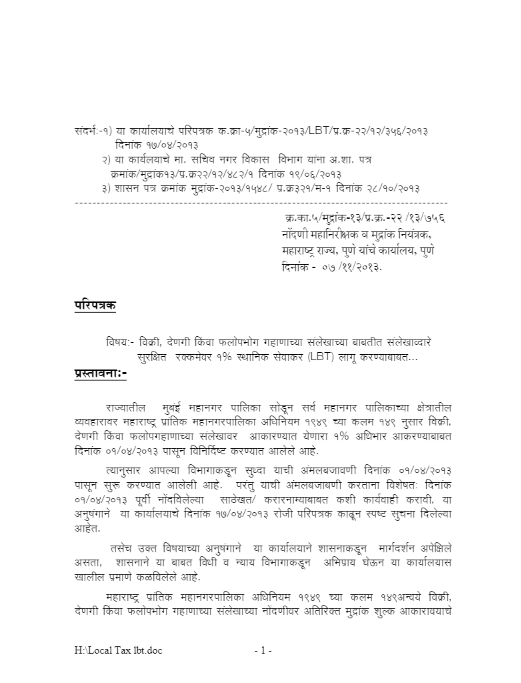 संदर्भ:-१) या कार्यालयाचे परिपत्रक क.क्रा-५/मुद्रांक-२०१३/LBT/प्र.क्र-२२/१२/३५६/२०१३
दिनांक १७/०४/२०१३
२) या कार्यलयाचे मा. सचिव नगर विकास विभाग यांना अ.शा. पत्र
क्रमांक/मुद्रांक१३/प्र.क्र२२/१२/४८२/१ दिनांक १९/०६/२०१३
३) शासन पत्र क्रमांक मुद्रांक-२०१३/१५४८/ प्र.क्र३२१/म-१ दिनांक २८/१०/२०१३
क्र.का.५/मुद्रांक-१३/प्र.क्र.-२२ /१३/७५६
नोंदणी महानिरीक्षक व मुद्रांक नियंत्रक,
महाराष्ट्र राज्य, पुणे यांचे कार्यालय, पुणे
दिनांक - ०७ /११/२०१३.
परिपत्रक
विषय:- विक्री, देणगी किंवा फलोपभोग गहाणाच्या संलेखाच्या बाबतीत संलेखाव्दारे
सुरक्षित रक्कमेवर १% स्थानिक सेवाकर (LBT) लागू करण्याबाबत...
प्रस्तावना:-
राज्यातील मुबंई महानगर पालिका सोडून सर्व महानगर पालिकाच्या क्षेत्रातील
व्यवहारावर महाराष्ट्र प्रांतिक महानगरपालिका अधिनियम १९४९ च्या कलम १४९ नुसार विक्री,
देणगी किंवा फलोपगहाणाच्या संलेखावर आकारण्यात येणारा १% अधिभार आकरण्याबाबत
दिनांक ०१/०४/२०१३ पासून विनिर्दिष्ट करण्यात आलेले आहे.
त्यानुसार आपल्या विभागाकडून सुध्दा याची अंमलबजावणी दिनांक ०१/०४/२०१३
पासून सुरू करण्यात आलेली आहे. परंतु याची अंमलबजाबणी करताना विशेषत: दिनांक
०१/०४/२०१३ पूर्वी नोंदविलेल्या साठेखत/ करारनाम्याबाबत कशी कार्यवाही करावी, या
अनुषंगाने या कार्यालयाचे दिनांक १७/०४/२०१३ रोजी परिपत्रक काढून स्पष्ट सुचना दिलेल्या
आहेत.
तसेच उक्त विषयाच्या अनुषंगाने या कार्यालयाने शासनाकडून मार्गदर्शन अपेक्षिले
असता, शासनाने या बाबत विधी व न्याय विभागाकडून अभिप्राय घेऊन या कार्यालयास
खालील प्रमाणे कळविलेले आहे.
महाराष्ट्र प्रांतिक महानगरपालिका अधिनियम १९४९ च्या कलम १४९अन्वये विक्री,
देणगी किंवा फलोपभोग गहाणाच्या संलेखाच्या नोंदणीवर अतिरिक्त मुद्रांक शुल्क आकारावयाचे
H:\Local Tax lbt.doc - 1 -